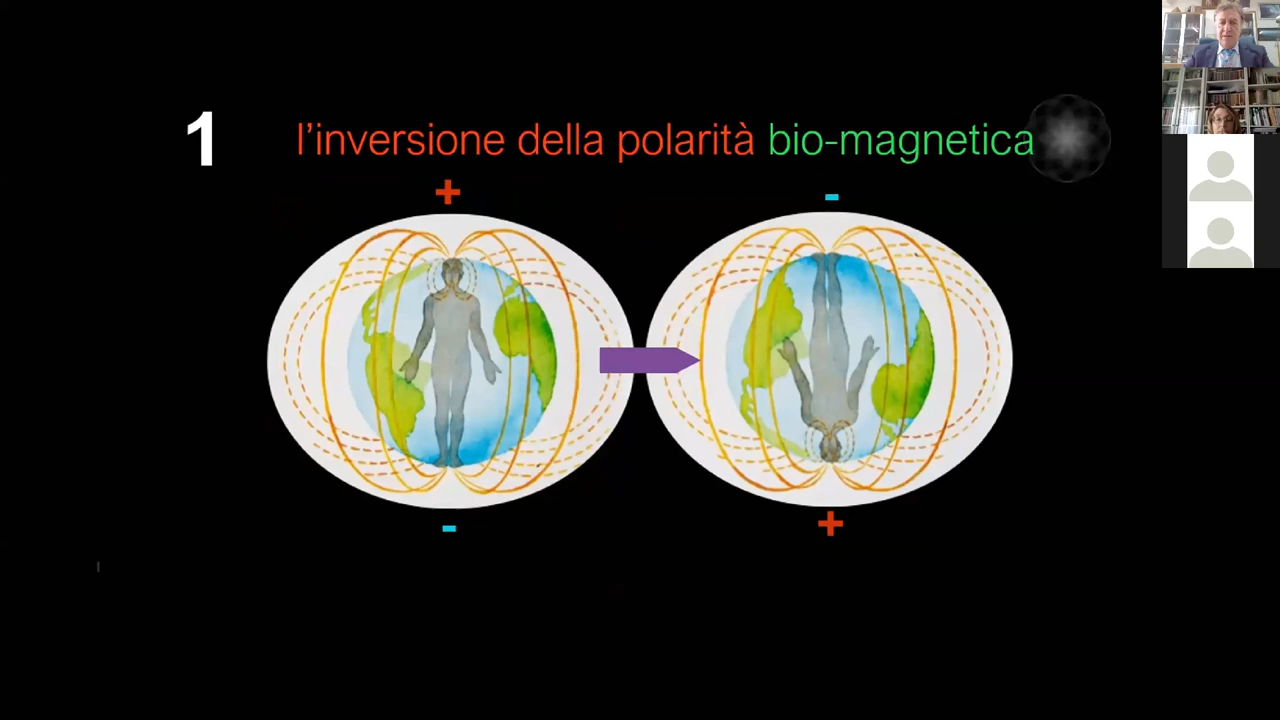 1 l'inversione della polarità bio-magnetica
+ -
- +